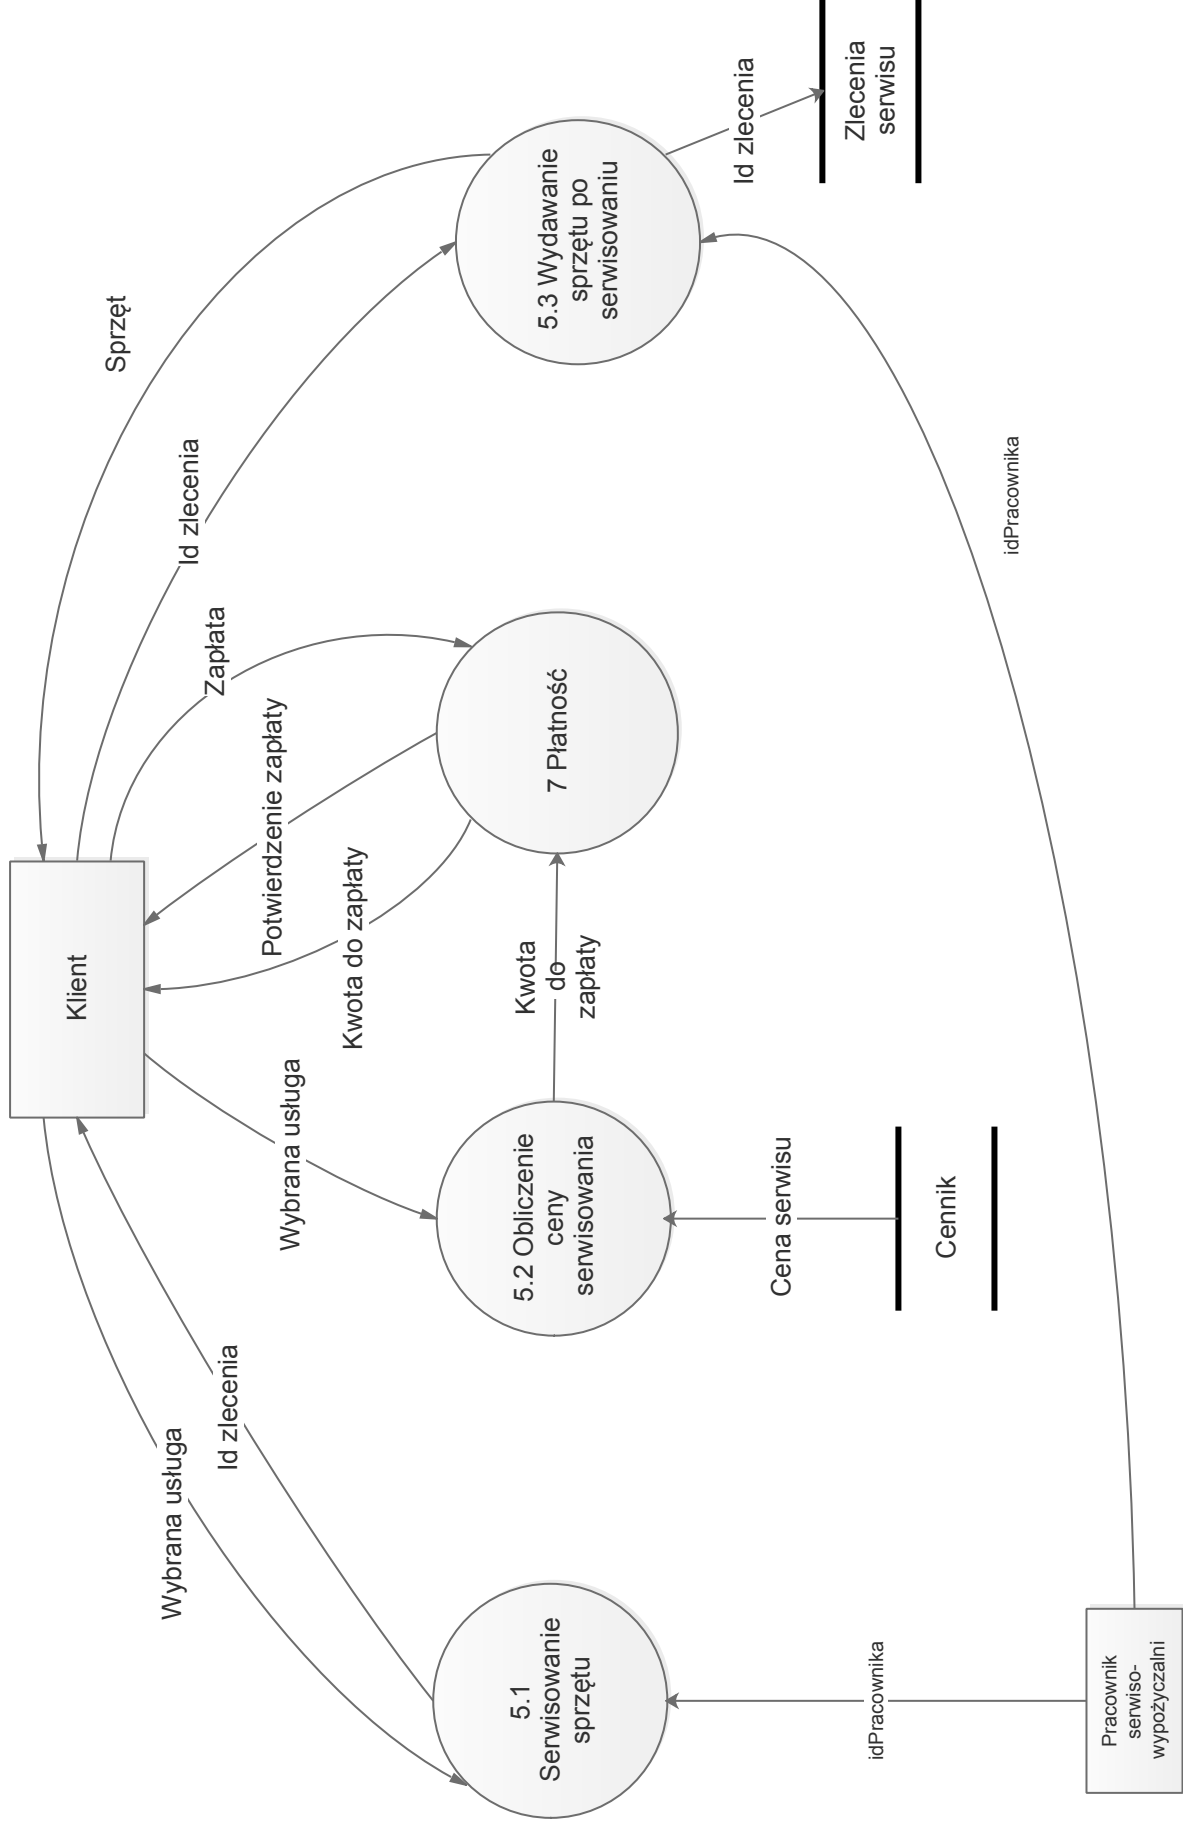 Klient
Wybrana usługa
Id zlecenia
Wybrana usługa
Kwota do zapłaty
Potwierdzenie zapłaty
Zapłata
Id zlecenia
Sprzęt
5.1
Serwisowanie
sprzętu
5.2 Obliczenie
ceny
serwisowania
Kwota
do
zapłaty
7 Płatność
5.3 Wydawanie
sprzętu po
serwisowaniu
Id zlecenia
Zlecenia
serwisu
Cena serwisu
Cennik
idPracownika
idPracownika
Pracownik
serwiso-
wypożyczalni